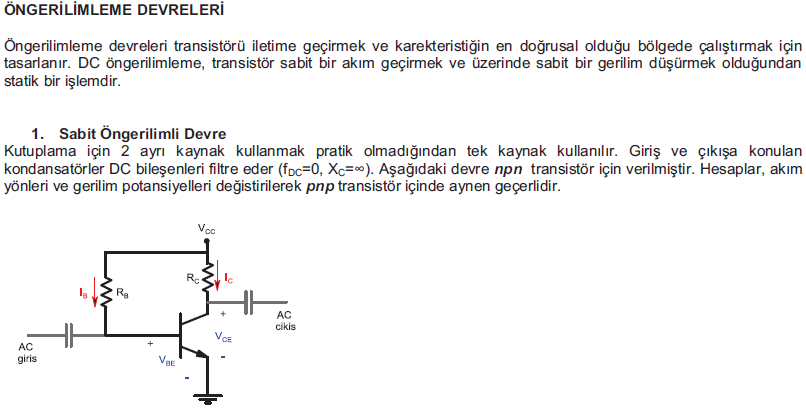 ÖNGERİLİMLEME DEVRELERİ
Öngerilimleme devreleri transistörü iletime geçirmek ve karekteristiğin en doğrusal olduğu bölgede çalıştırmak için
tasarlanır. DC öngerilimleme, transistör sabit bir akım geçirmek ve üzerinde sabit bir gerilim düşürmek olduğundan
statik bir işlemdir.
1. Sabit Öngerilimli Devre
Kutuplama için 2 ayrı kaynak kullanmak pratik olmadığından tek kaynak kullanılır. Giriş ve çıkışa konulan
kondansatörler DC bileşenleri filtre eder (fDC=0, XC=∞). Aşağıdaki devre npn transistör için verilmiştir. Hesaplar, akım
yönleri ve gerilim potansiyelleri değistirilerek pnp transistör içinde aynen geçerlidir.
VCC
RC IC
IB RB
+
AC
cikis
VCE
+
-
AC
giris
VBE
-